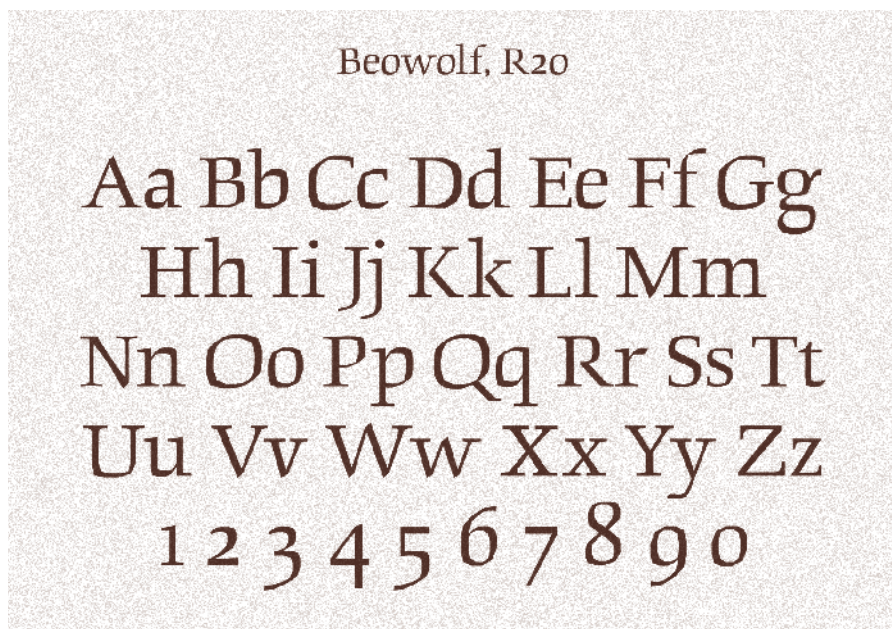 Beowolf, R20
Aa Bb Cc Dd Ee Ff Gg
Hh Ii Jj Kk Ll Mm
Nn Oo Pp Qq Rr Ss Tt
Uu Vv Ww Xx Yy Zz
1 2 3 4 5 6 7 8 9 0